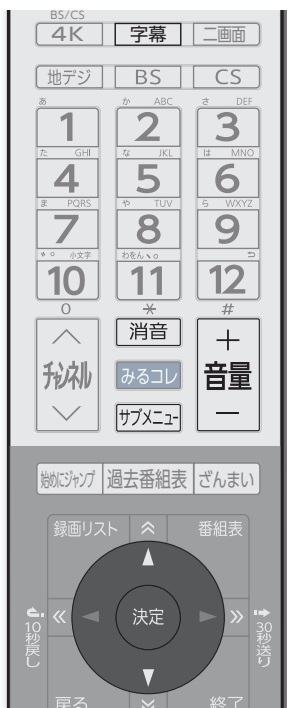 BS/CS
4K 字幕 二画面
地デジ BS CS
あ か ABC さ DEF
1 2 3
た GHI な JKL は MNO
4 5 6
ま PQRS や TUV ら WXYZ
7 8 9
小文字 わをん
10 11 12
0 * #
消音 +
チャンネル みるコレ 音量
サブメニュー −
始めにジャンプ 過去番組表 ざんまい
録画リスト 番組表
決定
10秒戻し 30秒送り
戻る 終了